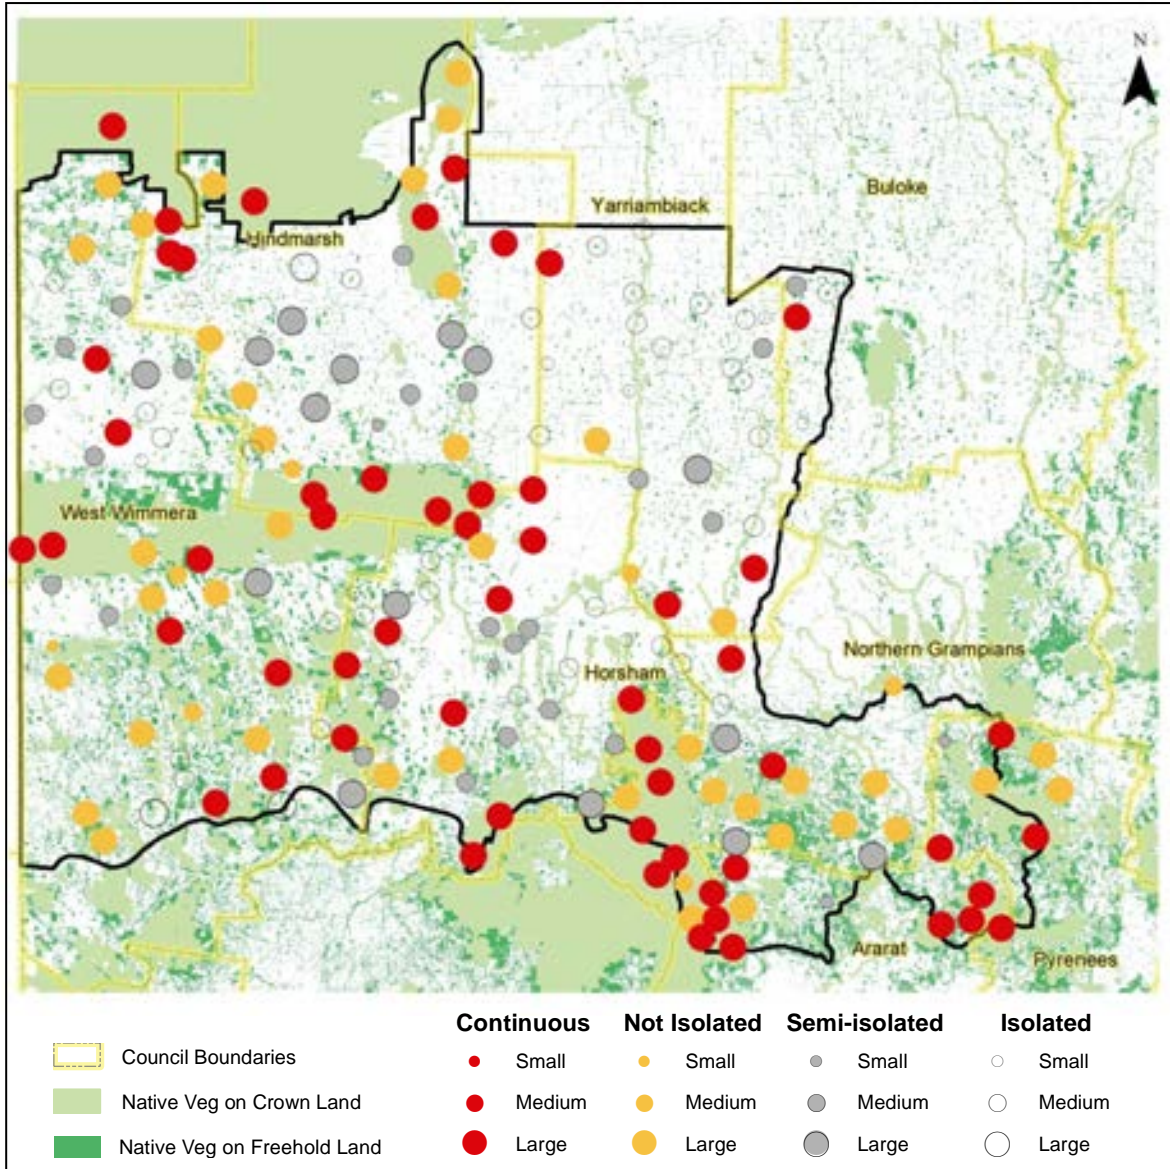 N
Buloke
Yarriambiack
Hindmarsh
West Wimmera
Northern Grampians
Horsham
Ararat
Pyrenees
Continuous Not Isolated Semi-isolated Isolated
Council Boundaries Small Small Small Small
Native Veg on Crown Land Medium Medium Medium Medium
Native Veg on Freehold Land Large Large Large Large